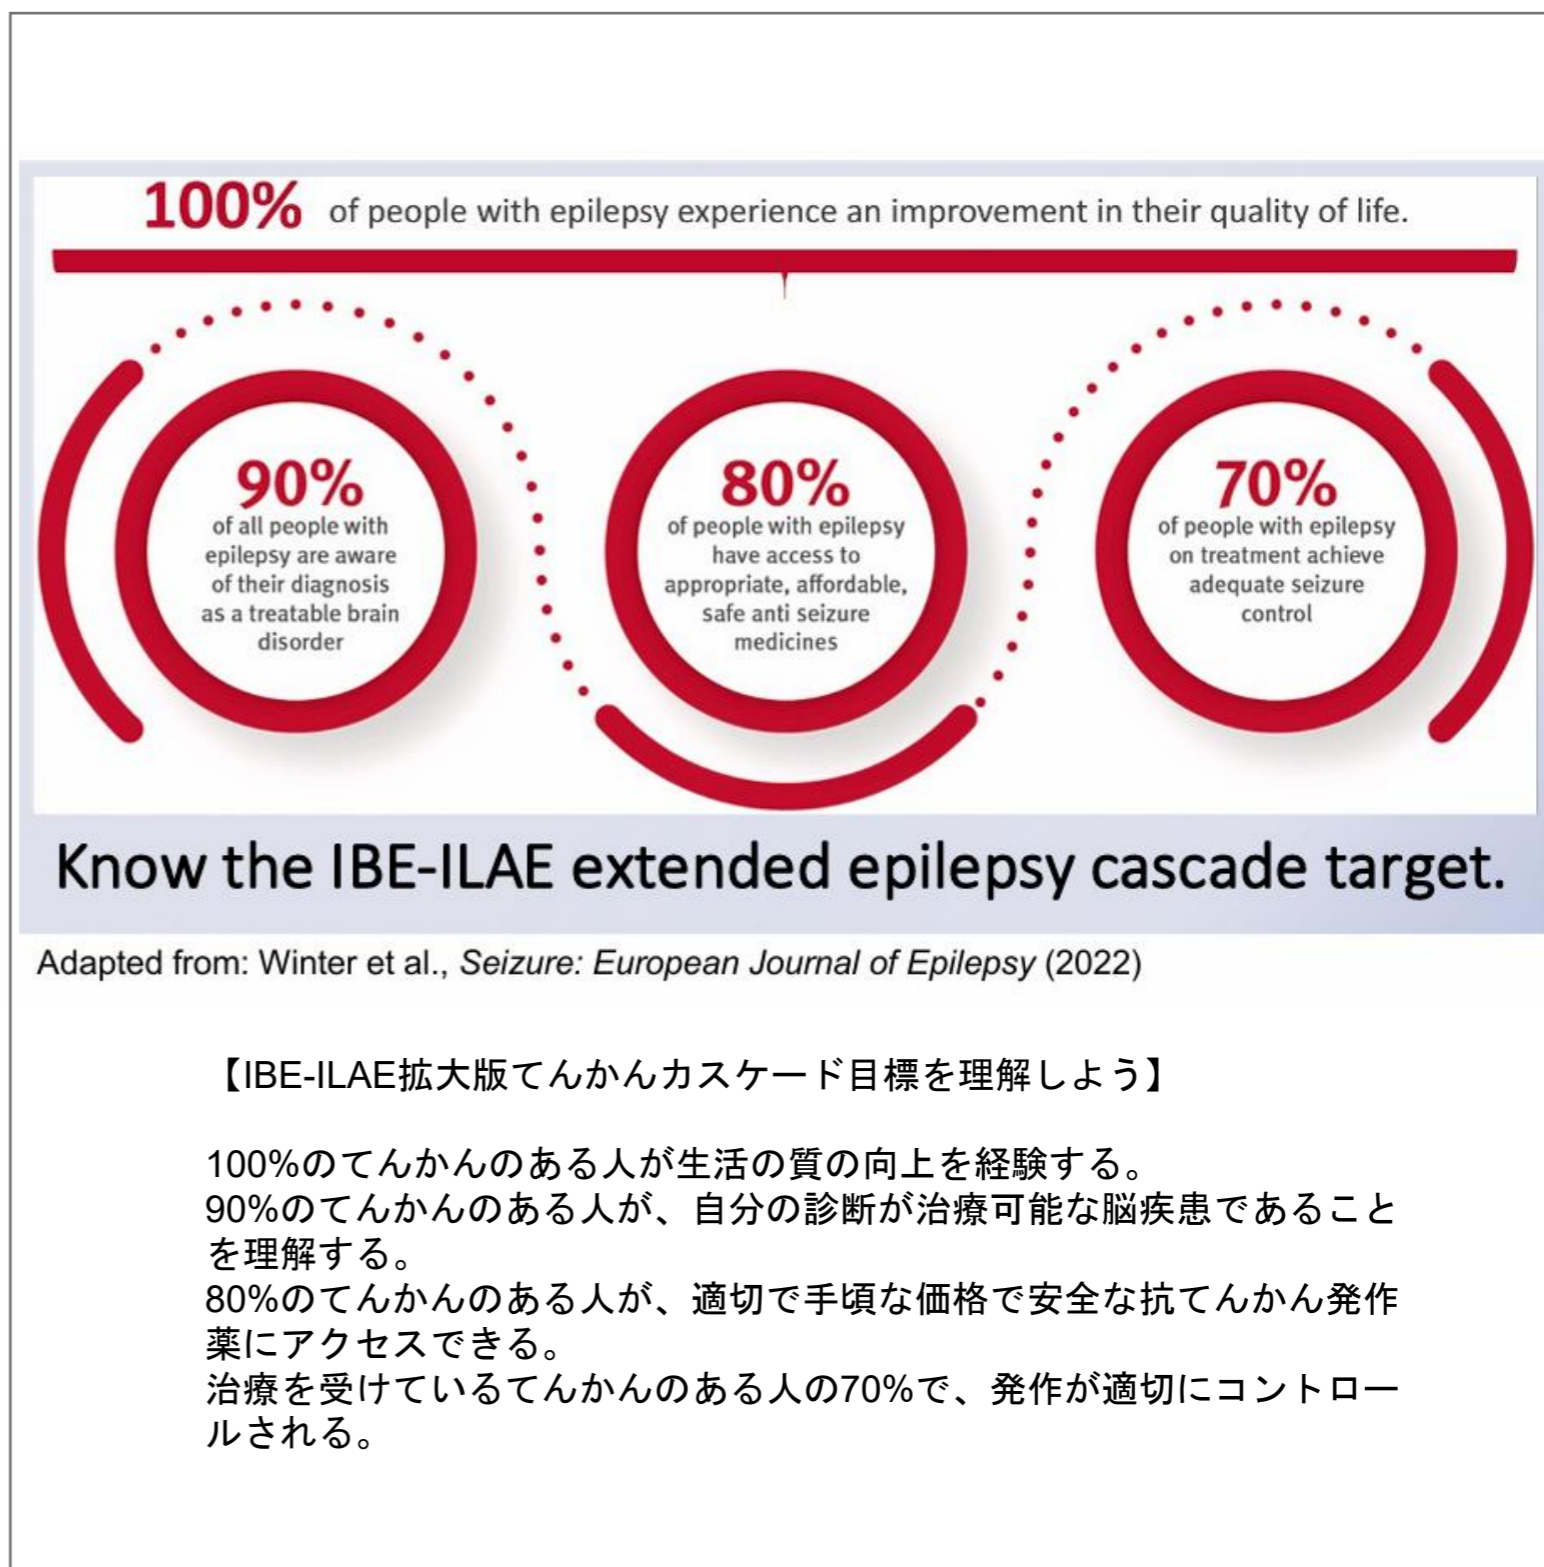 100% of people with epilepsy experience an improvement in their quality of life.
90%
of all people with
epilepsy are aware
of their diagnosis
as a treatable brain
disorder
80%
of people with epilepsy
have access to
appropriate, affordable,
safe anti seizure
medicines
70%
of people with epilepsy
on treatment achieve
adequate seizure
control
Know the IBE-ILAE extended epilepsy cascade target.
Adapted from: Winter et al., Seizure: European Journal of Epilepsy (2022)
【IBE-ILAE拡大版てんかんカスケード目標を理解しよう】
100%のてんかんのある人が生活の質の向上を経験する。
90%のてんかんのある人が、自分の診断が治療可能な脳疾患であること
を理解する。
80%のてんかんのある人が、適切で手頃な価格で安全な抗てんかん発作
薬にアクセスできる。
治療を受けているてんかんのある人の70%で、発作が適切にコントロー
ルされる。